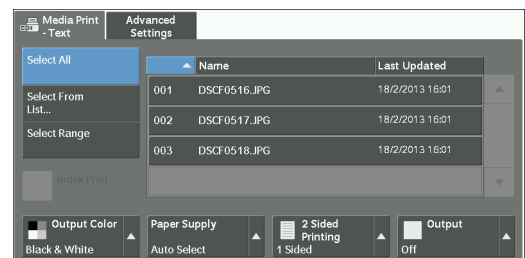 Media Print
- Text
Advanced
Settings
Select All
Select From
List...
Select Range
Index Print
Name
Last Updated
001 DSCF0516.JPG 18/2/2013 16:01
002 DSCF0517.JPG 18/2/2013 16:01
003 DSCF0518.JPG 18/2/2013 16:01
Output Color
Black & White
Paper Supply
Auto Select
2 Sided
Printing
1 Sided
Output
Off